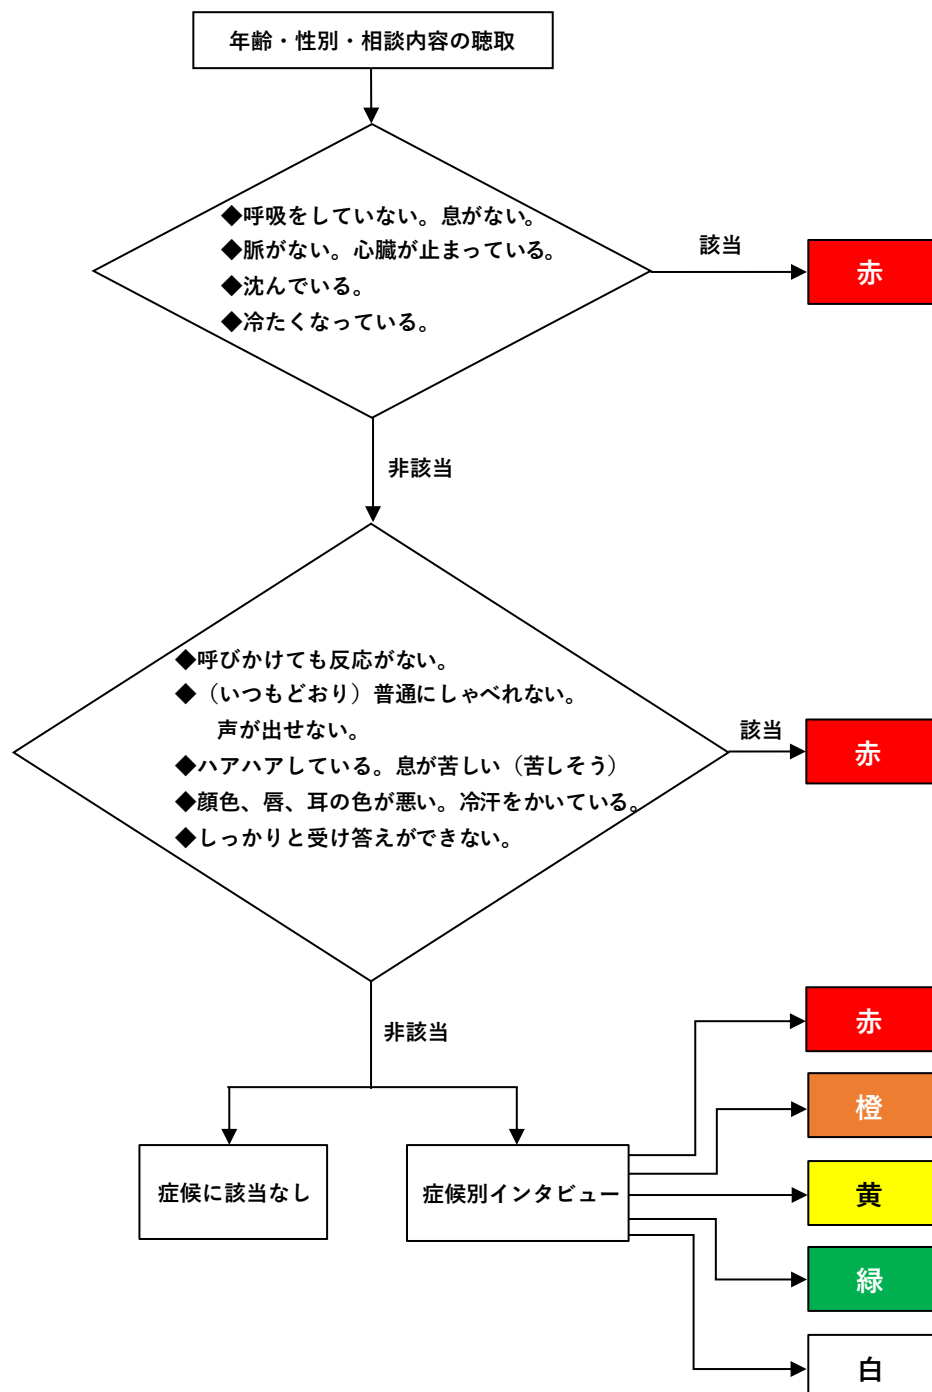 年齢・性別・相談内容の聴取
◆呼吸をしていない。息がない。
◆脈がない。心臓が止まっている。
◆沈んでいる。
◆冷たくなっている。
該当
赤
非該当
◆呼びかけても反応がない。
◆（いつもどおり）普通にしゃべれない。
声が出せない。
◆ハアハアしている。息が苦しい（苦しそう）
◆顔色、唇、耳の色が悪い。冷汗をかいている。
◆しっかりと受け答えができない。
該当
赤
非該当
症候に該当なし
症候別インタビュー
赤
橙
黄
緑
白